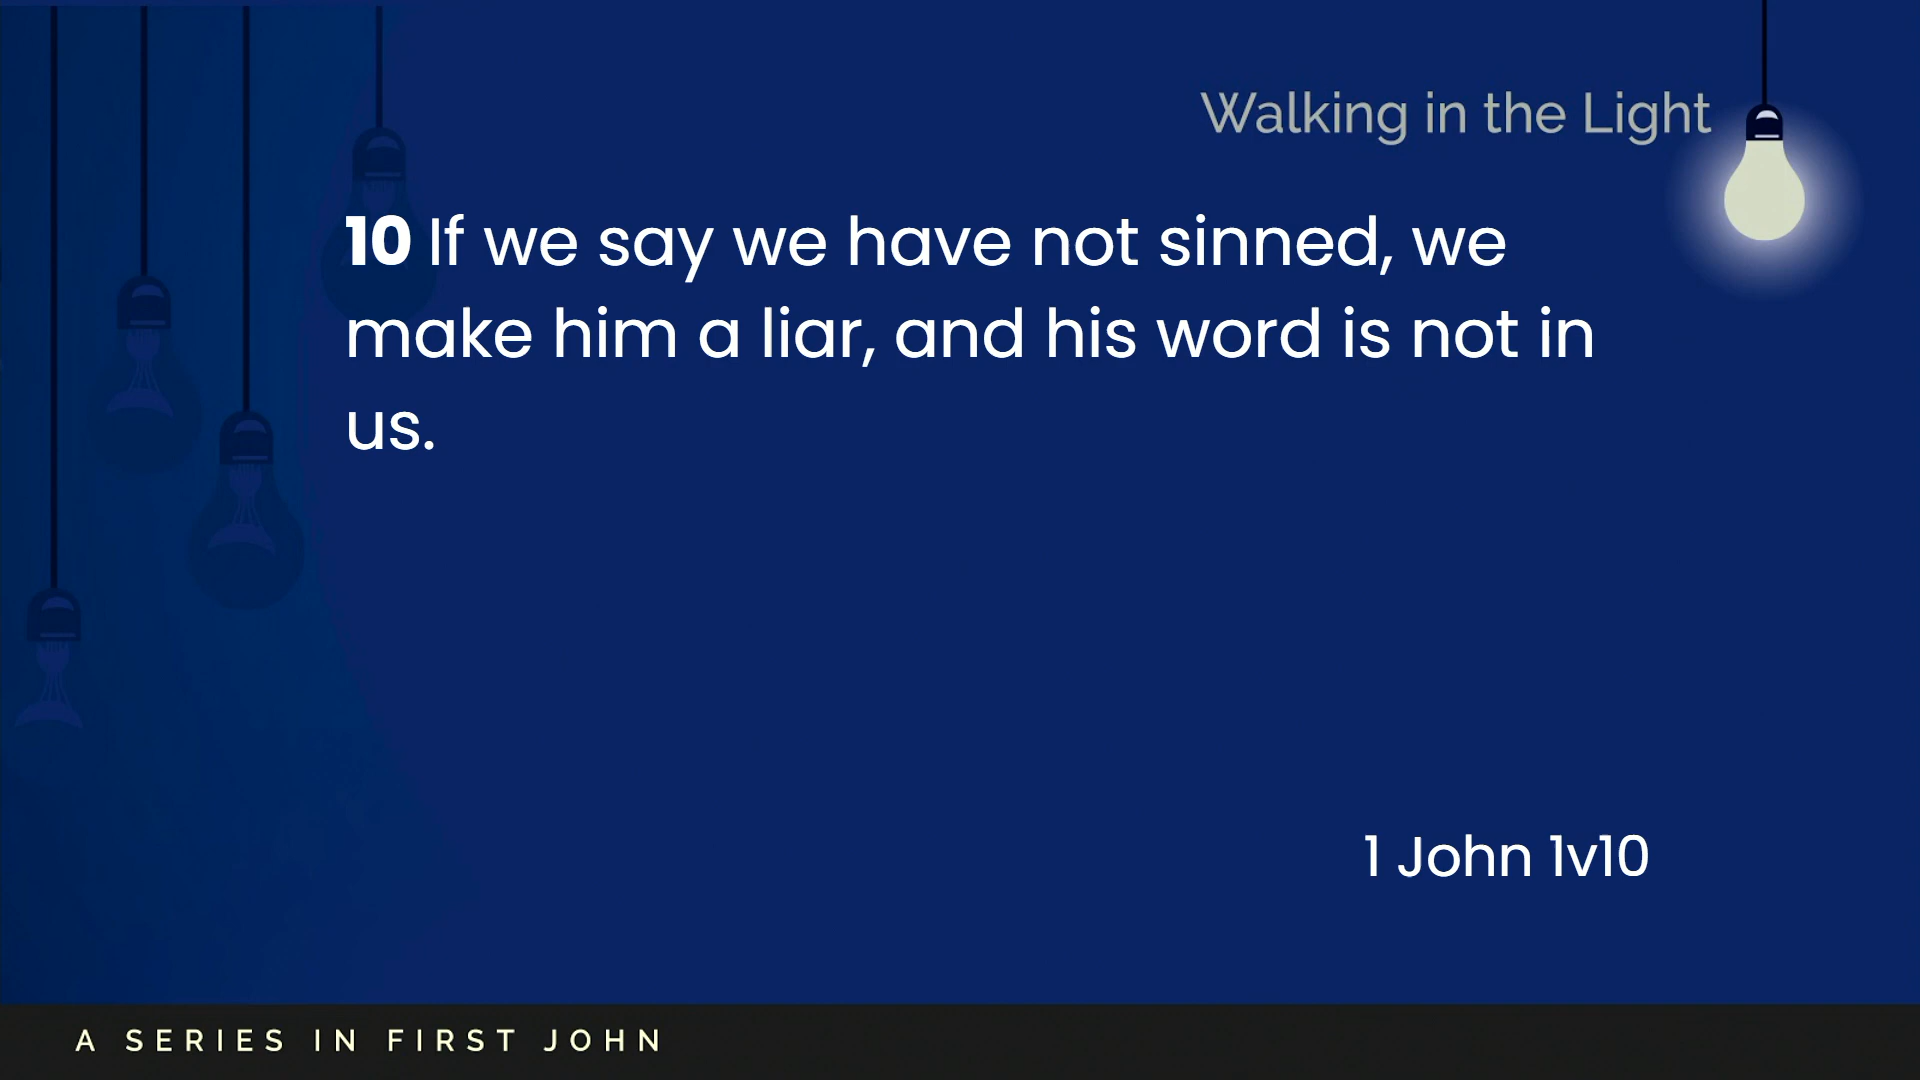 Walking in the Light
10 If we say we have not sinned, we
make him a liar, and his word is not in
us.
1 John 1v10
A SERIES IN FIRST JOHN